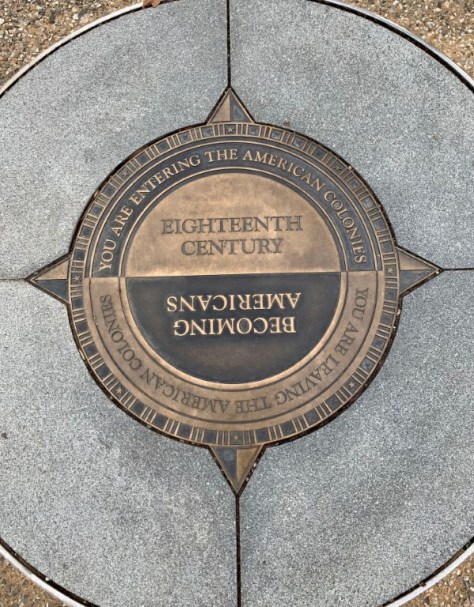 YOU ARE ENTERING THE AMERICAN COLONIES
EIGHTEENTH
CENTURY
BECOMING
AMERICANS
YOU ARE LEAVING THE AMERICAN COLONIES